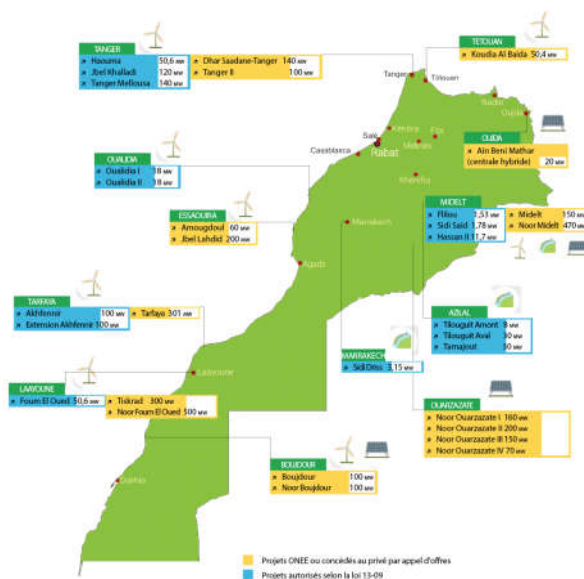 TANGER
Haouma 50,6 MW
Jbel Khalladi 120 MW
Tanger Mellousa 140 MW
Dhar Saadane-Tanger 140 MW
Tanger II 100 MW
TETOUAN
Koudia Al Baida 50,4 MW
Tanger
Tétouan
Nador
Oujda
OUJDA
Ain Beni Mathar
(centrale hybride) 20 MW
Salé
Kénitra
Fès
Rabat
Meknès
Casablanca
Khénifra
OUALIDIA
Oualidia I 18 MW
Oualidia II 18 MW
ESSAOUIRA
Amougdoul 60 MW
Jbel Lahdid 200 MW
Marrakech
Agadir
MIDELT
Flilou 1,53 MW
Sidi Said 1,78 MW
Hassan II 11,7 MW
Midelt 150 MW
Noor Midelt 470 MW
TARFAYA
Akhfennir 100 MW
Extension Akhfennir 100 MW
Tarfaya 301 MW
AZILAL
Tilouguit Amont 8 MW
Tilouguit Aval 30 MW
Tamajout 30 MW
MARRAKECH
Sidi Driss 3,15 MW
LAAYOUNE
Foum El Oued 50,6 MW
Tiskrad 300 MW
Noor Foum El Oued 500 MW
Laâyoune
OUARZAZATE
Noor Ouarzazate I 160 MW
Noor Ouarzazate II 200 MW
Noor Ouarzazate III 150 MW
Noor Ouarzazate IV 70 MW
BOUJDOUR
Boujdour 100 MW
Noor Boujdour 100 MW
Dakhla
Projets ONEE ou concédés au privé par appel d'offres
Projets autorisés selon la loi 13-09